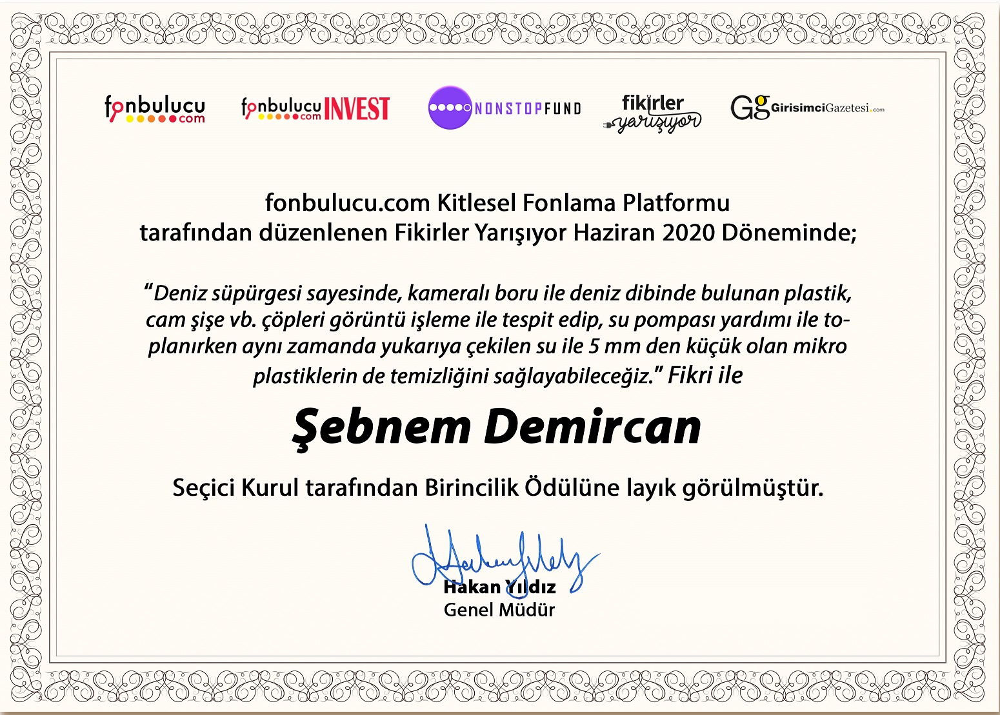 fonbulucu.com
fonbulucu.com INVEST
NONSTOPFUND
fikirler yarışıyor
Gg GirisimciGazetesi.com
fonbulucu.com Kitlesel Fonlama Platformu
tarafından düzenlenen Fikirler Yarışıyor Haziran 2020 Döneminde;
“Deniz süpürgesi sayesinde, kameralı boru ile deniz dibinde bulunan plastik,
cam şişe vb. çöpleri görüntü işleme ile tespit edip, su pompası yardımı ile to-
planırken aynı zamanda yukarıya çekilen su ile 5 mm den küçük olan mikro
plastiklerin de temizliğini sağlayabileceğiz.” Fikri ile
Şebnem Demircan
Seçici Kurul tarafından Birincilik Ödülüne layık görülmüştür.
Hakan Yıldız
Genel Müdür